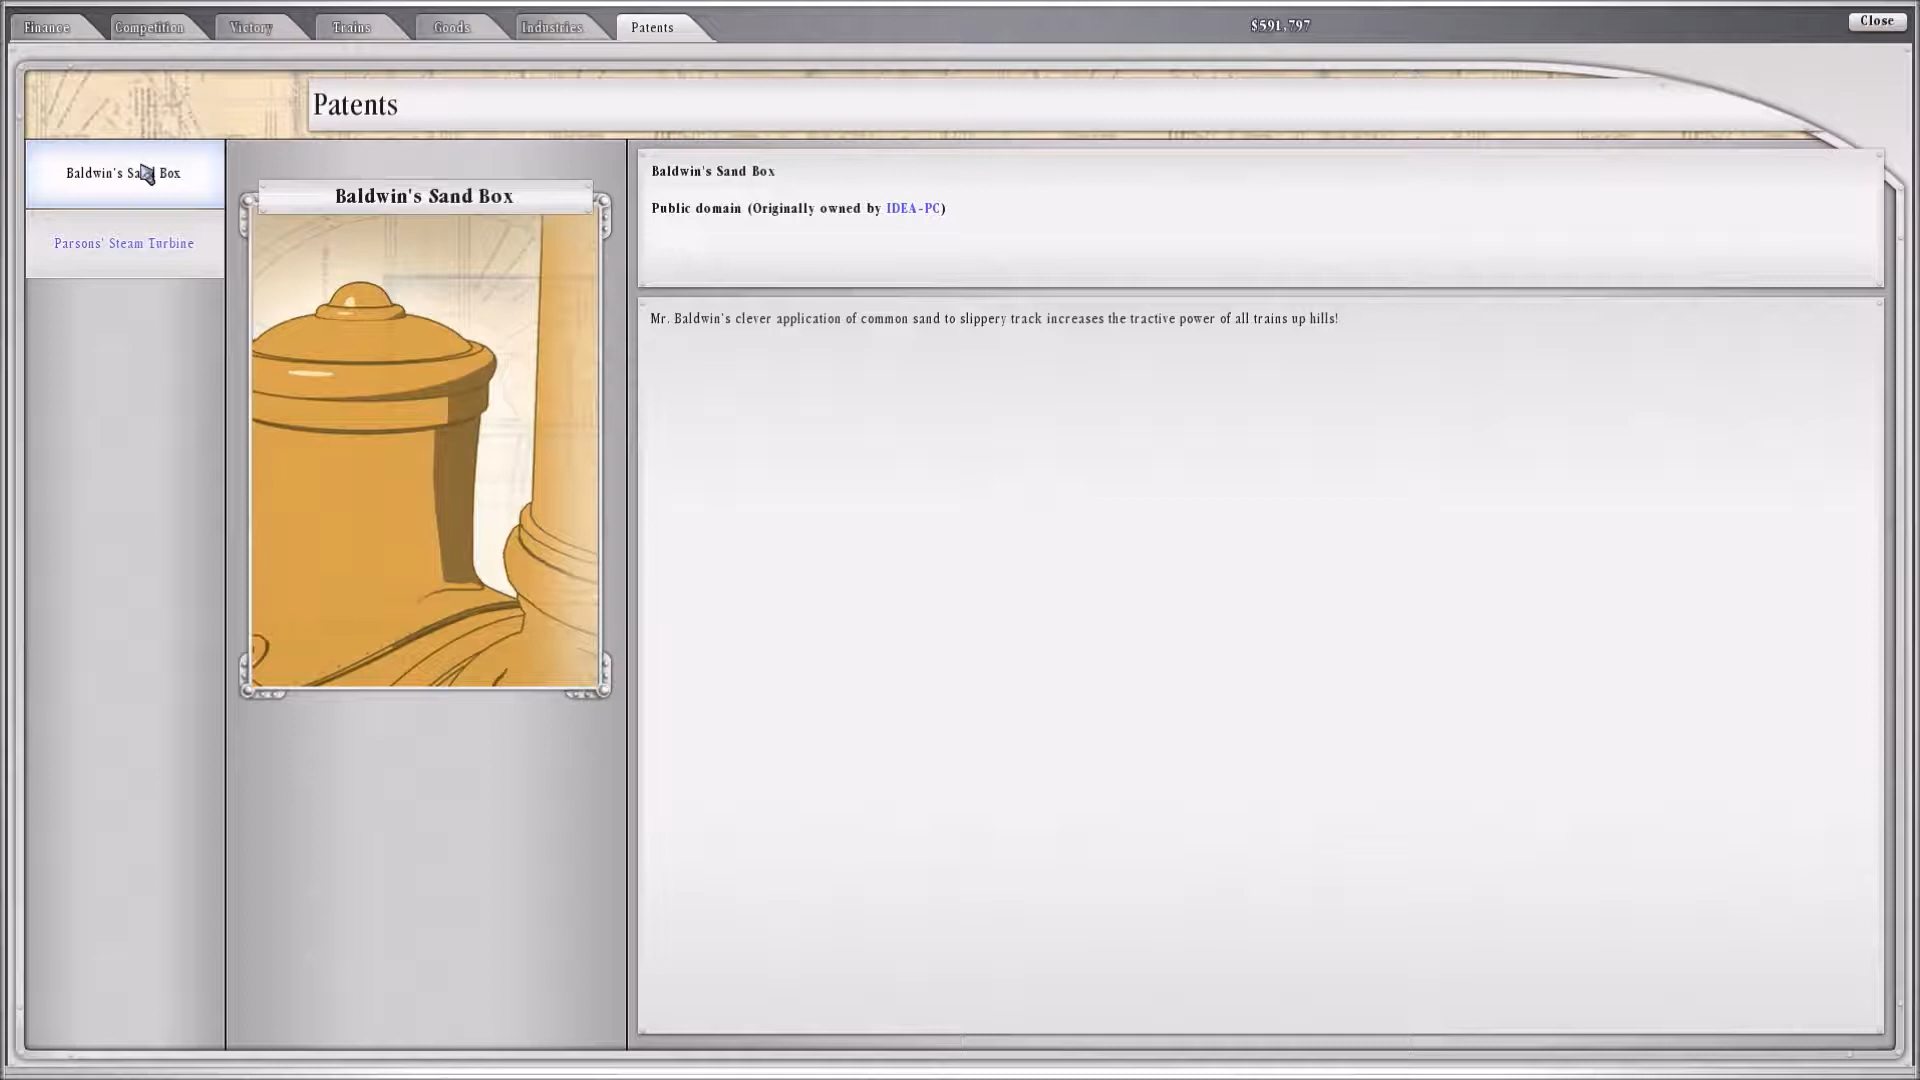 Finance Competition Victory Trains Goods Industries Patents $591,797 Close
Patents
Baldwin's Sand Box
Parsons' Steam Turbine
Baldwin's Sand Box
Baldwin's Sand Box
Public domain (Originally owned by IDEA-PC)
Mr. Baldwin's clever application of common sand to slippery track increases the tractive power of all trains up hills!